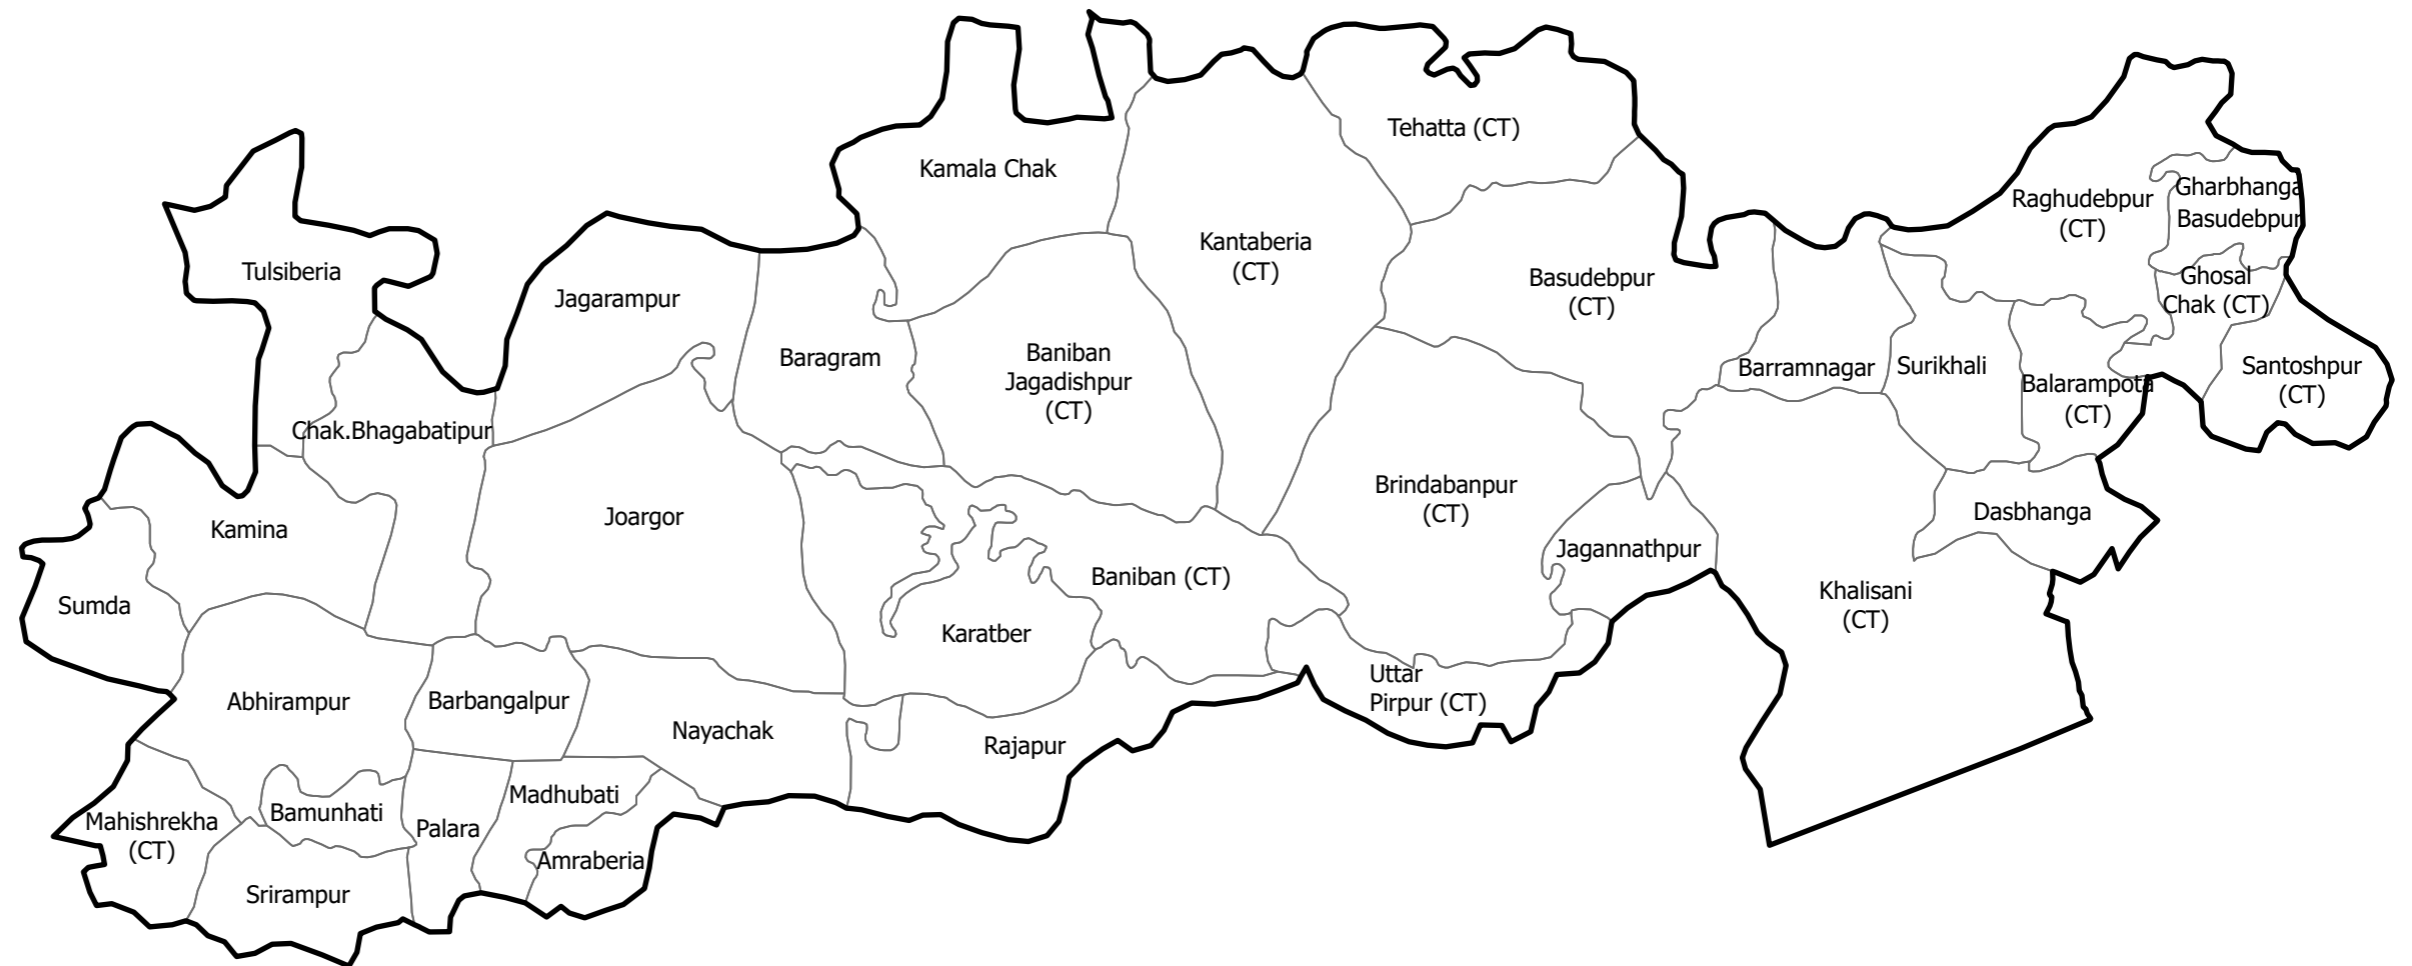 Tehatta (CT)
Kamala Chak
Gharbhanga
Basudebpur
Raghudebpur
(CT)
Kantaberia
(CT)
Tulsiberia
Basudebpur
(CT)
Ghosal
Chak (CT)
Jagarampur
Baragram
Baniban
Jagadishpur
(CT)
Barramnagar
Surikhali
Balarampota
(CT)
Santoshpur
(CT)
Chak.Bhagabatipur
Brindabanpur
(CT)
Dasbhanga
Joargor
Kamina
Jagannathpur
Baniban (CT)
Khalisani
(CT)
Sumda
Karatber
Uttar
Pirpur (CT)
Abhirampur
Barbangalpur
Nayachak
Rajapur
Madhubati
Bamunhati
Mahishrekha
(CT)
Palara
Amraberia
Srirampur